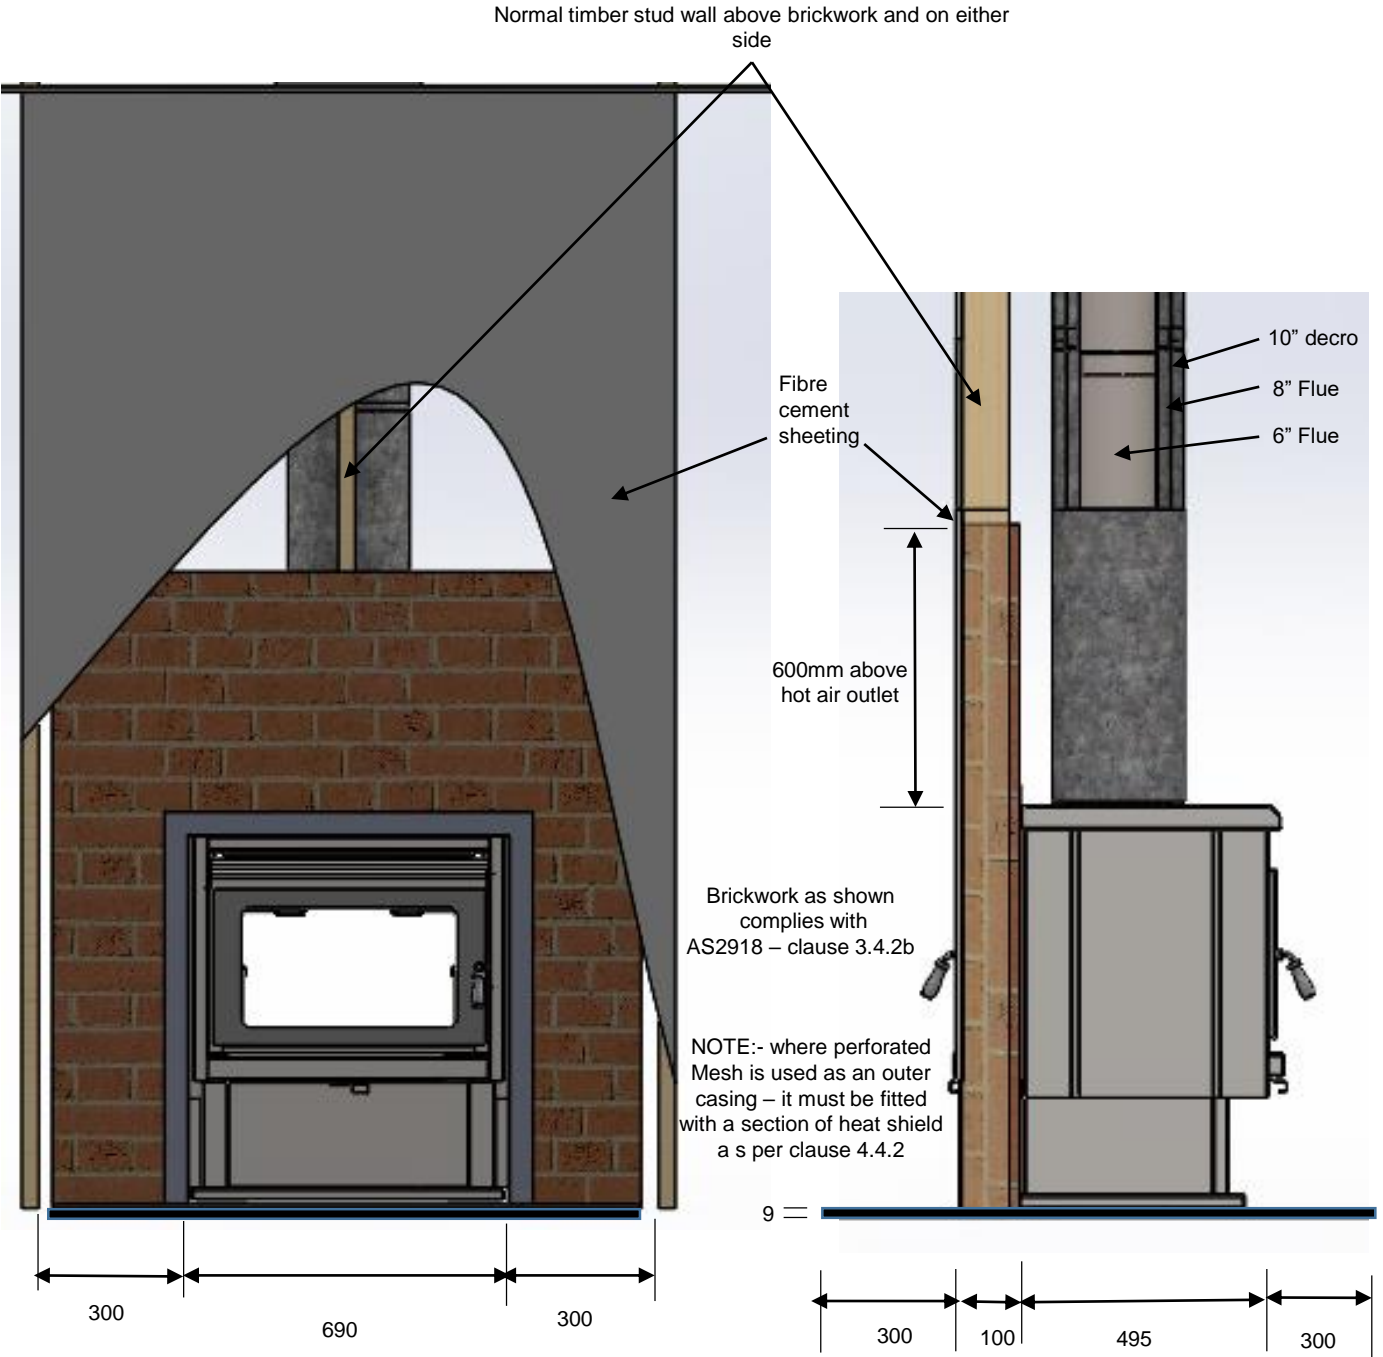 Normal timber stud wall above brickwork and on either
side
10” decro
8” Flue
6” Flue
Fibre
cement
sheeting
600mm above
hot air outlet
Brickwork as shown
complies with
AS2918 – clause 3.4.2b
NOTE:- where perforated
Mesh is used as an outer
casing – it must be fitted
with a section of heat shield
a s per clause 4.4.2
9
300
690
300
300
100
495
300